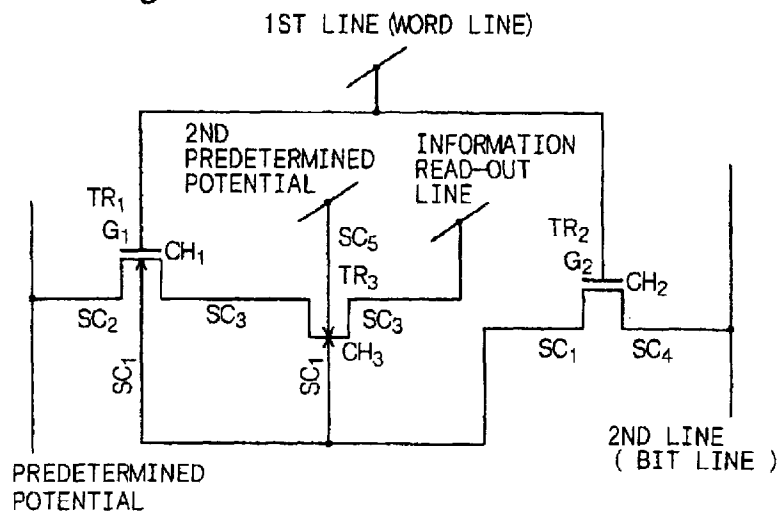 1ST LINE (WORD LINE)
2ND
PREDETERMINED
POTENTIAL
INFORMATION
READ-OUT
LINE
TR1
G1
CH1
SC5
TR3
TR2
G2
CH2
SC2
SC3
SC3
CH3
SC1
SC1
SC1
SC4
2ND LINE
( BIT LINE )
PREDETERMINED
POTENTIAL